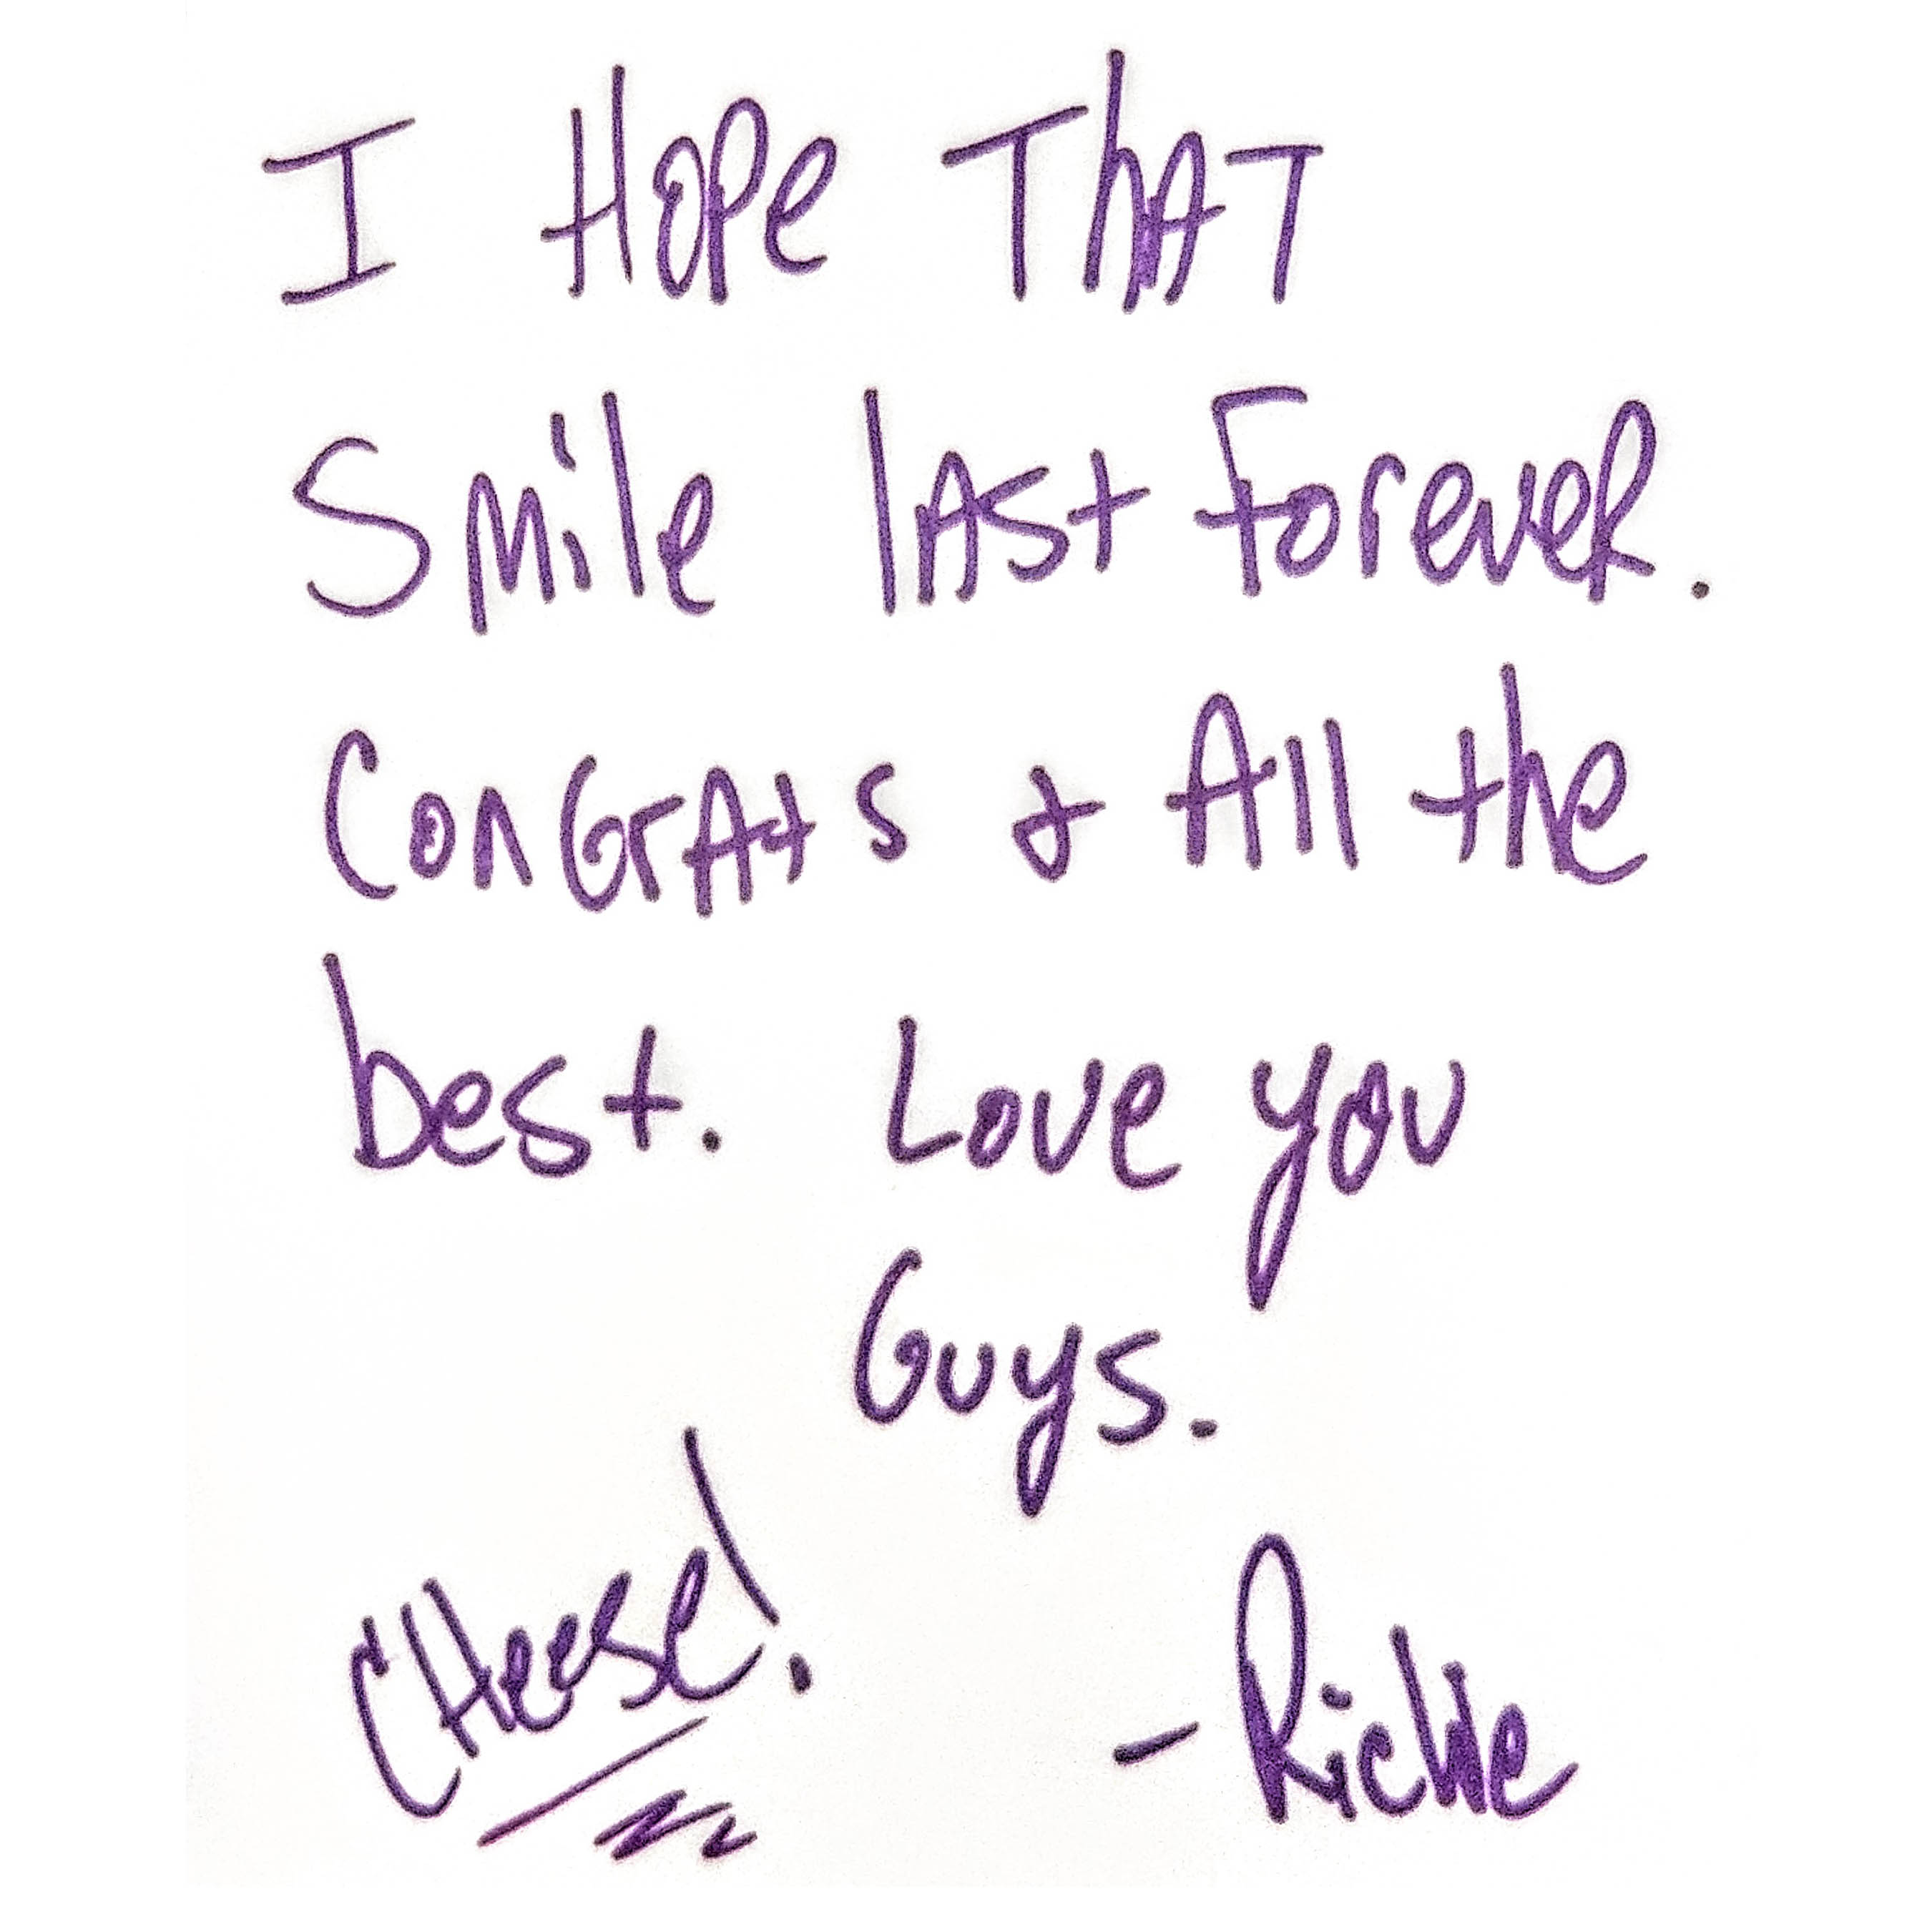 I HoPe ThAT
Smile lASt Forever.
ConGrAts & All the
best. Love you
Guys.
CHeese!
- Richie